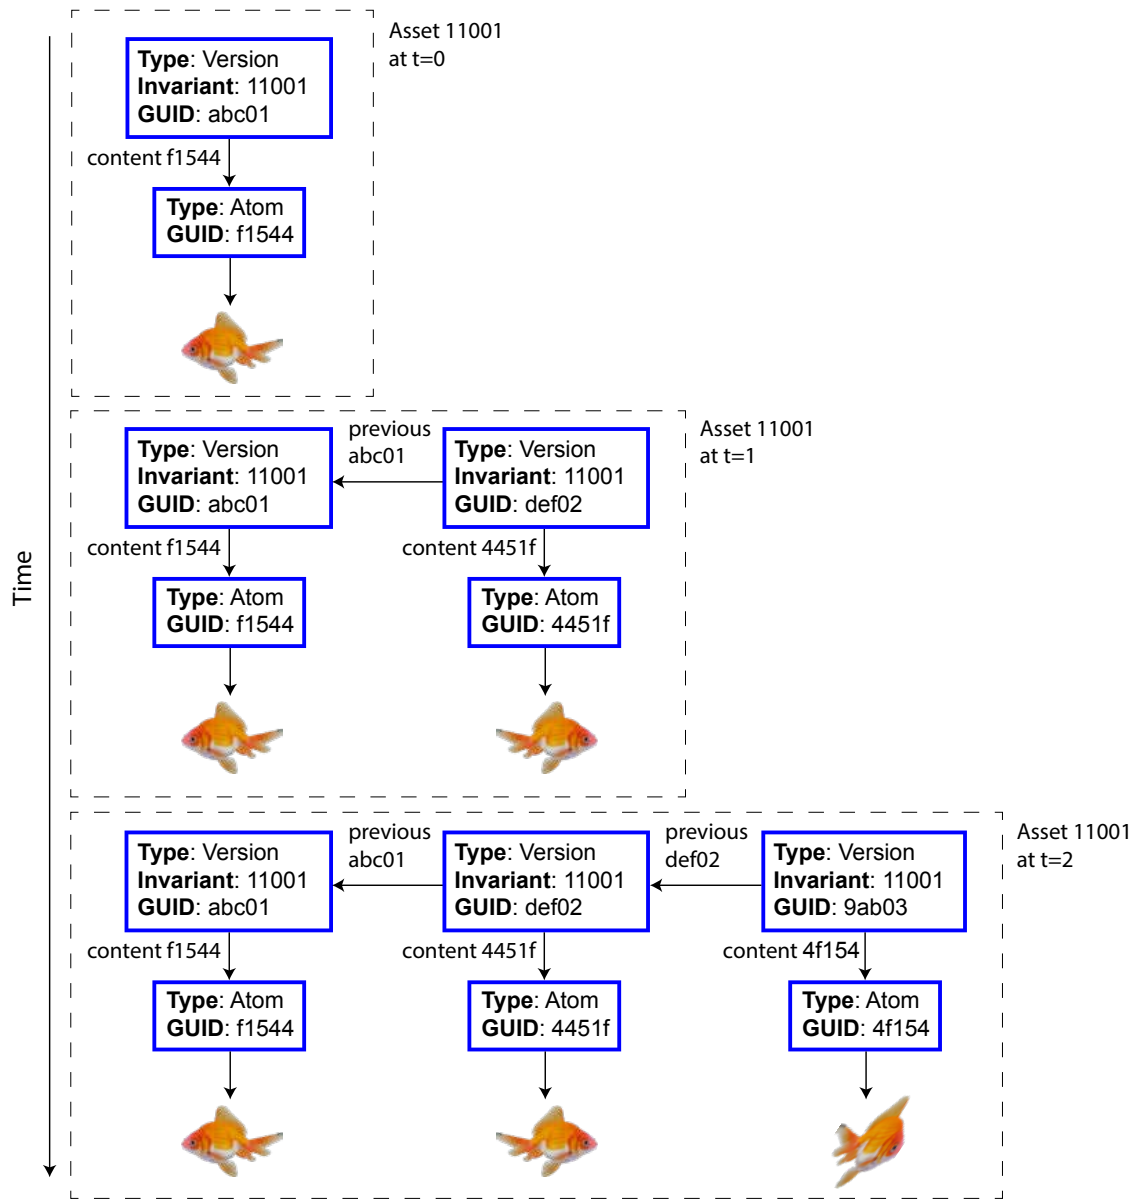 Asset 11001
at t=0
Type: Version
Invariant: 11001
GUID: abc01
content f1544
Type: Atom
GUID: f1544
Time
Asset 11001
at t=1
Type: Version
Invariant: 11001
GUID: abc01
previous
abc01
Type: Version
Invariant: 11001
GUID: def02
content f1544
content 4451f
Type: Atom
GUID: f1544
Type: Atom
GUID: 4451f
Asset 11001
at t=2
Type: Version
Invariant: 11001
GUID: abc01
previous
abc01
Type: Version
Invariant: 11001
GUID: def02
previous
def02
Type: Version
Invariant: 11001
GUID: 9ab03
content f1544
content 4451f
content 4f154
Type: Atom
GUID: f1544
Type: Atom
GUID: 4451f
Type: Atom
GUID: 4f154